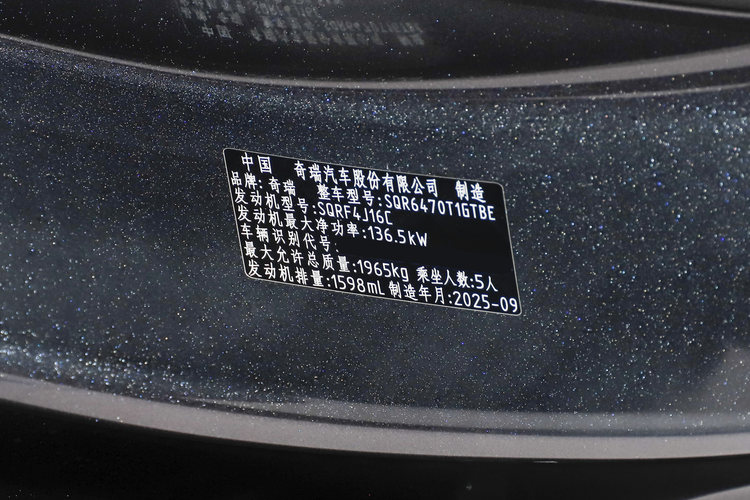 中国 奇瑞汽车股份有限公司 制造
品牌: 奇瑞 整车型号:SQR6470T1GTBE
发动机型号:SQRF4J16C
发动机最大净功率:136.5kW
车辆识别代号:
最大允许总质量:1965kg 乘坐人数:5人
发动机排量:1598mL 制造年月:2025-09